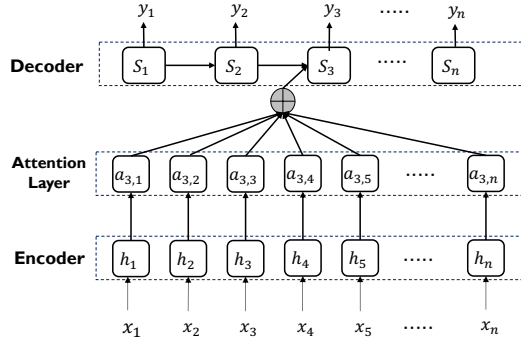 y₁ y₂ y₃ ..... yₙ
Decoder S₁ S₂ S₃ ..... Sₙ
Attention
Layer
a₃,₁ a₃,₂ a₃,₃ a₃,₄ a₃,₅ ..... a₃,ₙ
Encoder h₁ h₂ h₃ h₄ h₅ ..... hₙ
x₁ x₂ x₃ x₄ x₅ ..... xₙ